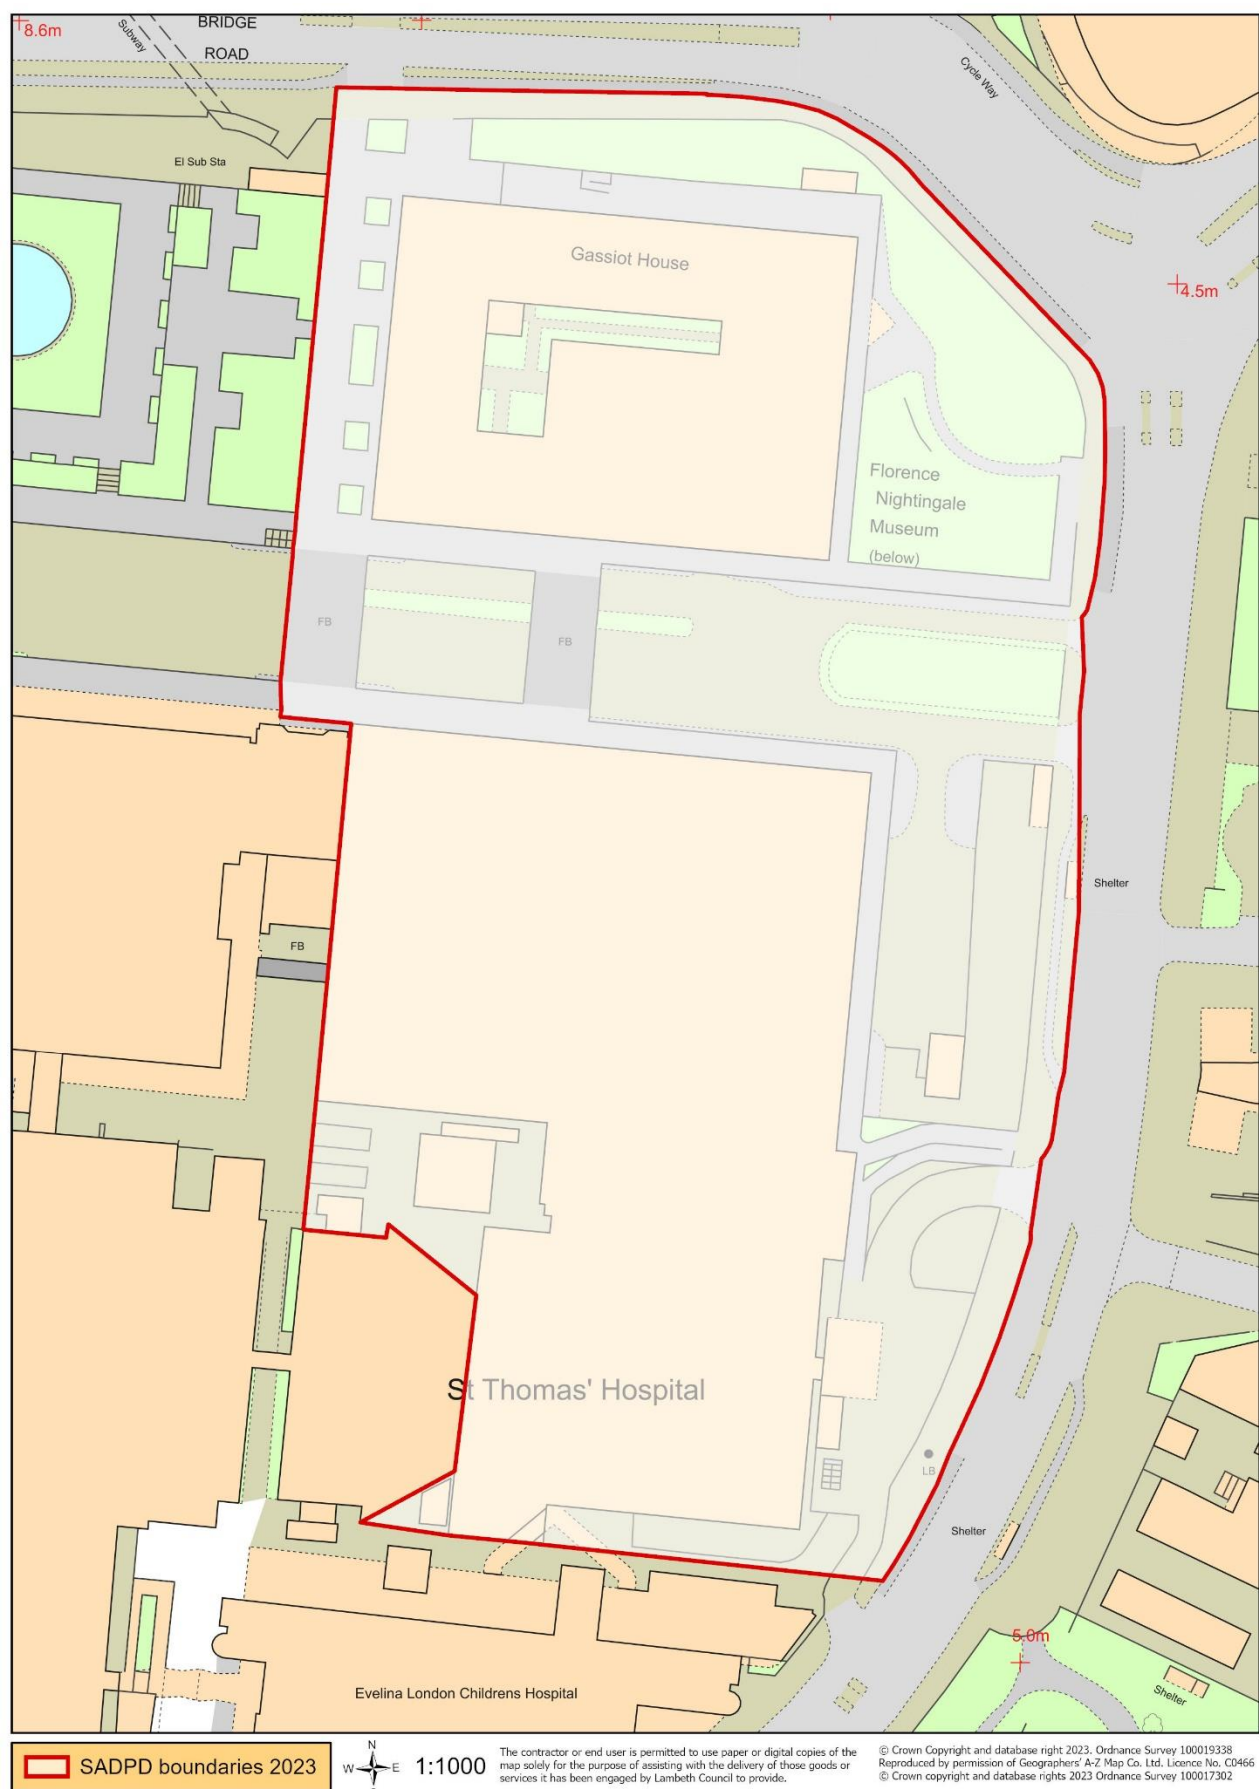 8.6m
BRIDGE
ROAD
Subway
Cycle Way
El Sub Sta
Gassiot House
4.5m
Florence
Nightingale
Museum
(below)
FB
FB
Shelter
FB
St Thomas' Hospital
LB
Shelter
5.0m
Evelina London Childrens Hospital
Shelter
SADPD boundaries 2023
N
W E
1:1000
The contractor or end user is permitted to use paper or digital copies of the
map solely for the purpose of assisting with the delivery of those goods or
services it has been engaged by Lambeth Council to provide.
© Crown Copyright and database right 2023. Ordnance Survey 100019338
Reproduced by permission of Geographers' A-Z Map Co. Ltd. Licence No. C0466
© Crown copyright and database rights 2023 Ordnance Survey 100017302